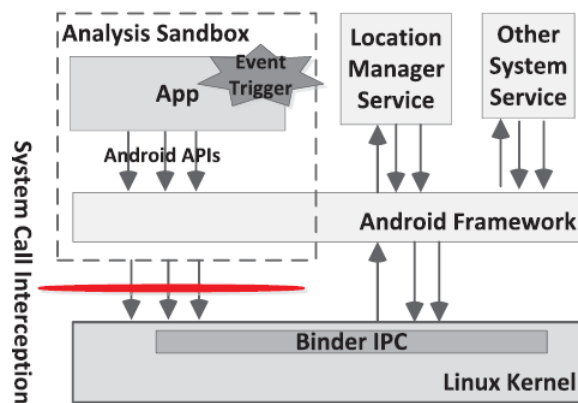 Analysis Sandbox
Event
Trigger
App
Android APIs
Location
Manager
Service
Other
System
Service
System Call Interception
Android Framework
Binder IPC
Linux Kernel